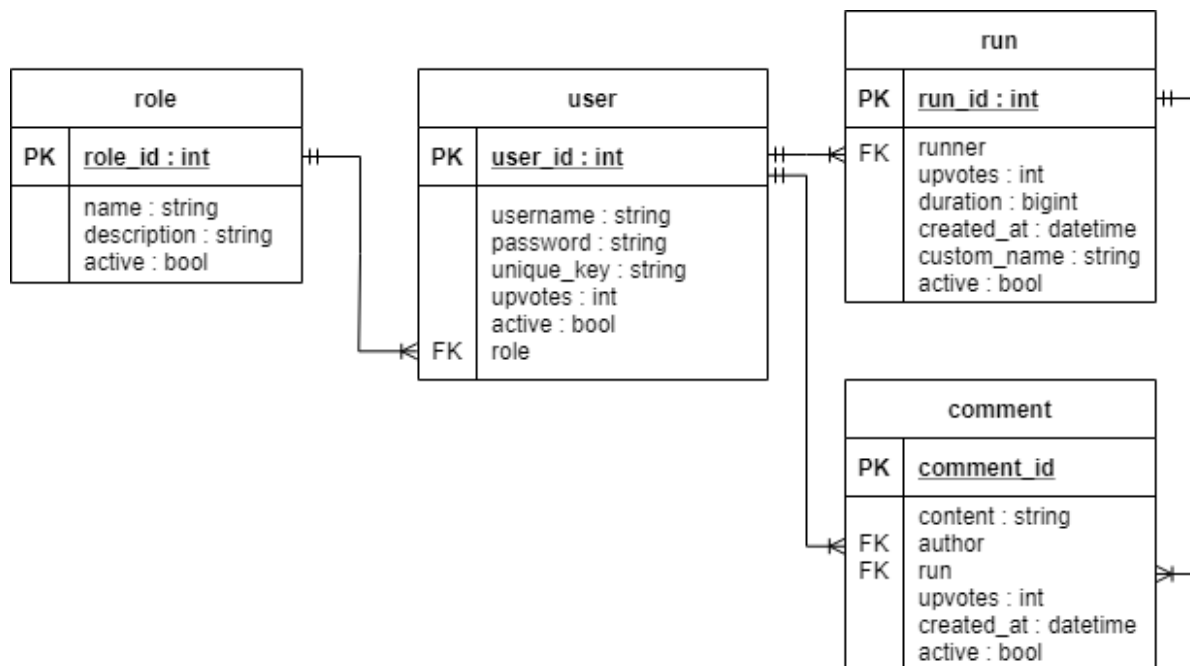 role
PK role_id : int
name : string
description : string
active : bool
user
PK user_id : int
username : string
password : string
unique_key : string
upvotes : int
active : bool
FK role
run
PK run_id : int
FK runner
upvotes : int
duration : bigint
created_at : datetime
custom_name : string
active : bool
comment
PK comment_id
content : string
FK author
FK run
upvotes : int
created_at : datetime
active : bool